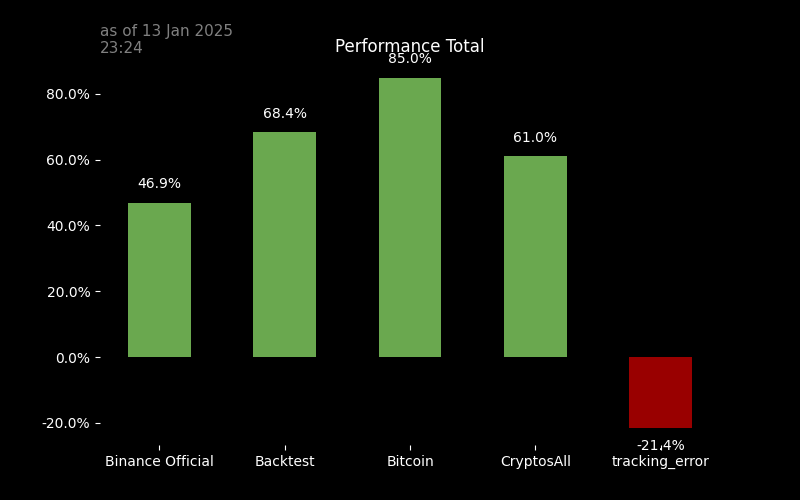 as of 13 Jan 2025
23:24
Performance Total
85.0%
80.0%
68.4%
61.0%
60.0%
46.9%
40.0%
20.0%
0.0%
-20.0%
-21.4%
Binance Official
Backtest
Bitcoin
CryptosAll
tracking_error